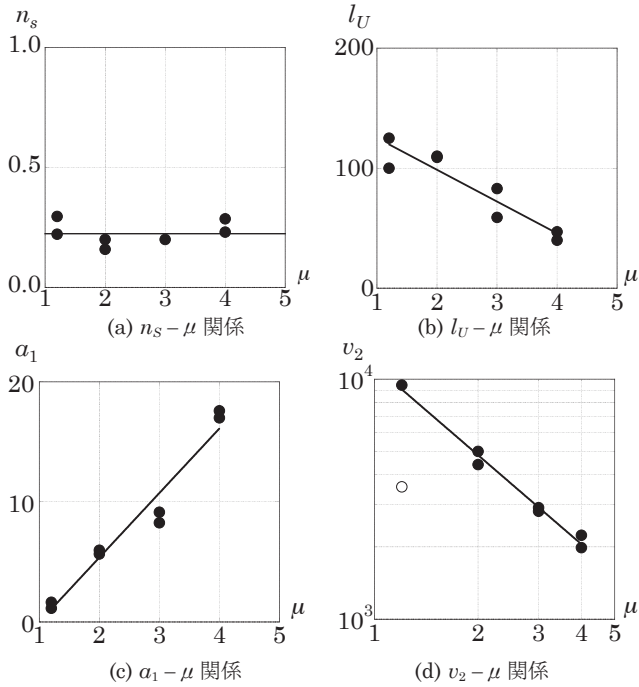 n_s
1.0
0.5
0.0
1 2 3 4 5 μ
(a) n_S − μ 関係
l_U
200
100
0
1 2 3 4 5 μ
(b) l_U − μ 関係
a_1
20
10
0
1 2 3 4 5 μ
(c) a_1 − μ 関係
v_2
10^4
10^3
1 2 3 4 5 μ
(d) v_2 − μ 関係